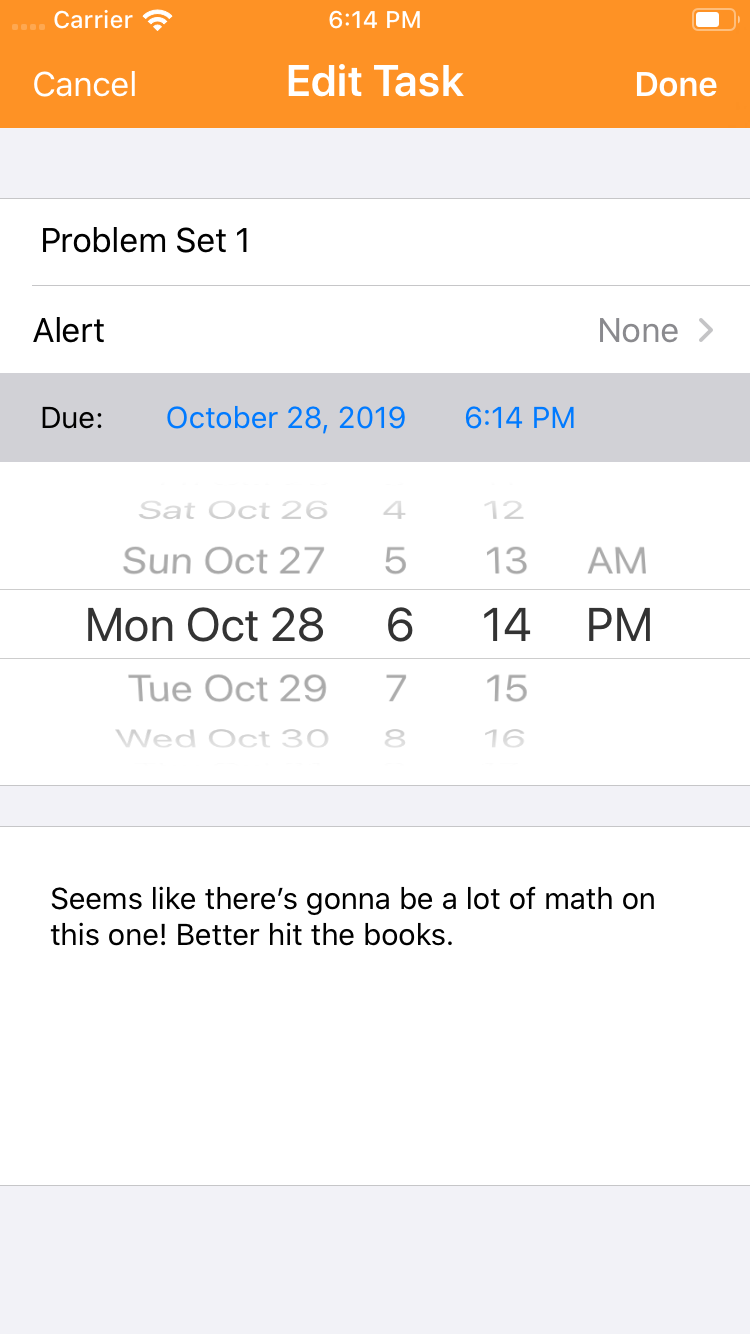 Carrier 6:14 PM
Cancel Edit Task Done
Problem Set 1
Alert None
Due: October 28, 2019 6:14 PM
Sat Oct 26 4 12
Sun Oct 27 5 13 AM
Mon Oct 28 6 14 PM
Tue Oct 29 7 15
Wed Oct 30 8 16
Seems like there’s gonna be a lot of math on
this one! Better hit the books.